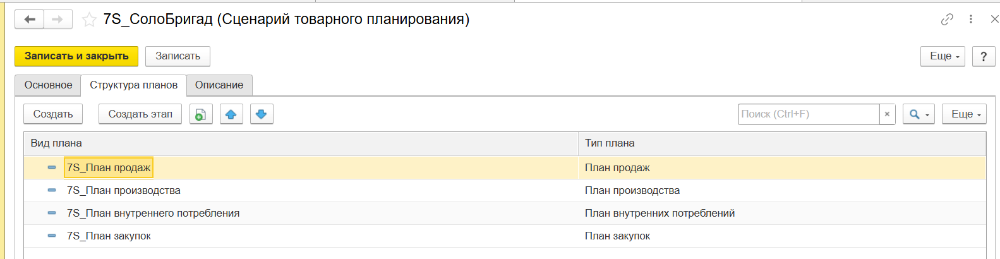 7S_СолоБригад (Сценарий товарного планирования)
Записать и закрыть Записать Еще ?
Основное Структура планов Описание
Создать Создать этап Поиск (Ctrl+F) × Еще
Вид плана Тип плана
7S_План продаж План продаж
7S_План производства План производства
7S_План внутреннего потребления План внутренних потреблений
7S_План закупок План закупок